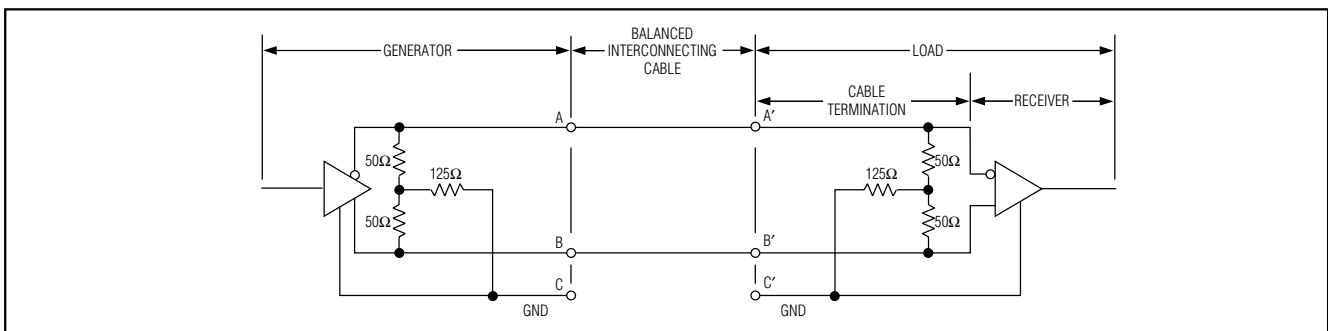 GENERATOR
BALANCED
INTERCONNECTING
CABLE
LOAD
CABLE
TERMINATION
RECEIVER
A
A′
50Ω
125Ω
50Ω
125Ω
50Ω
50Ω
B
B′
C
C′
GND
GND